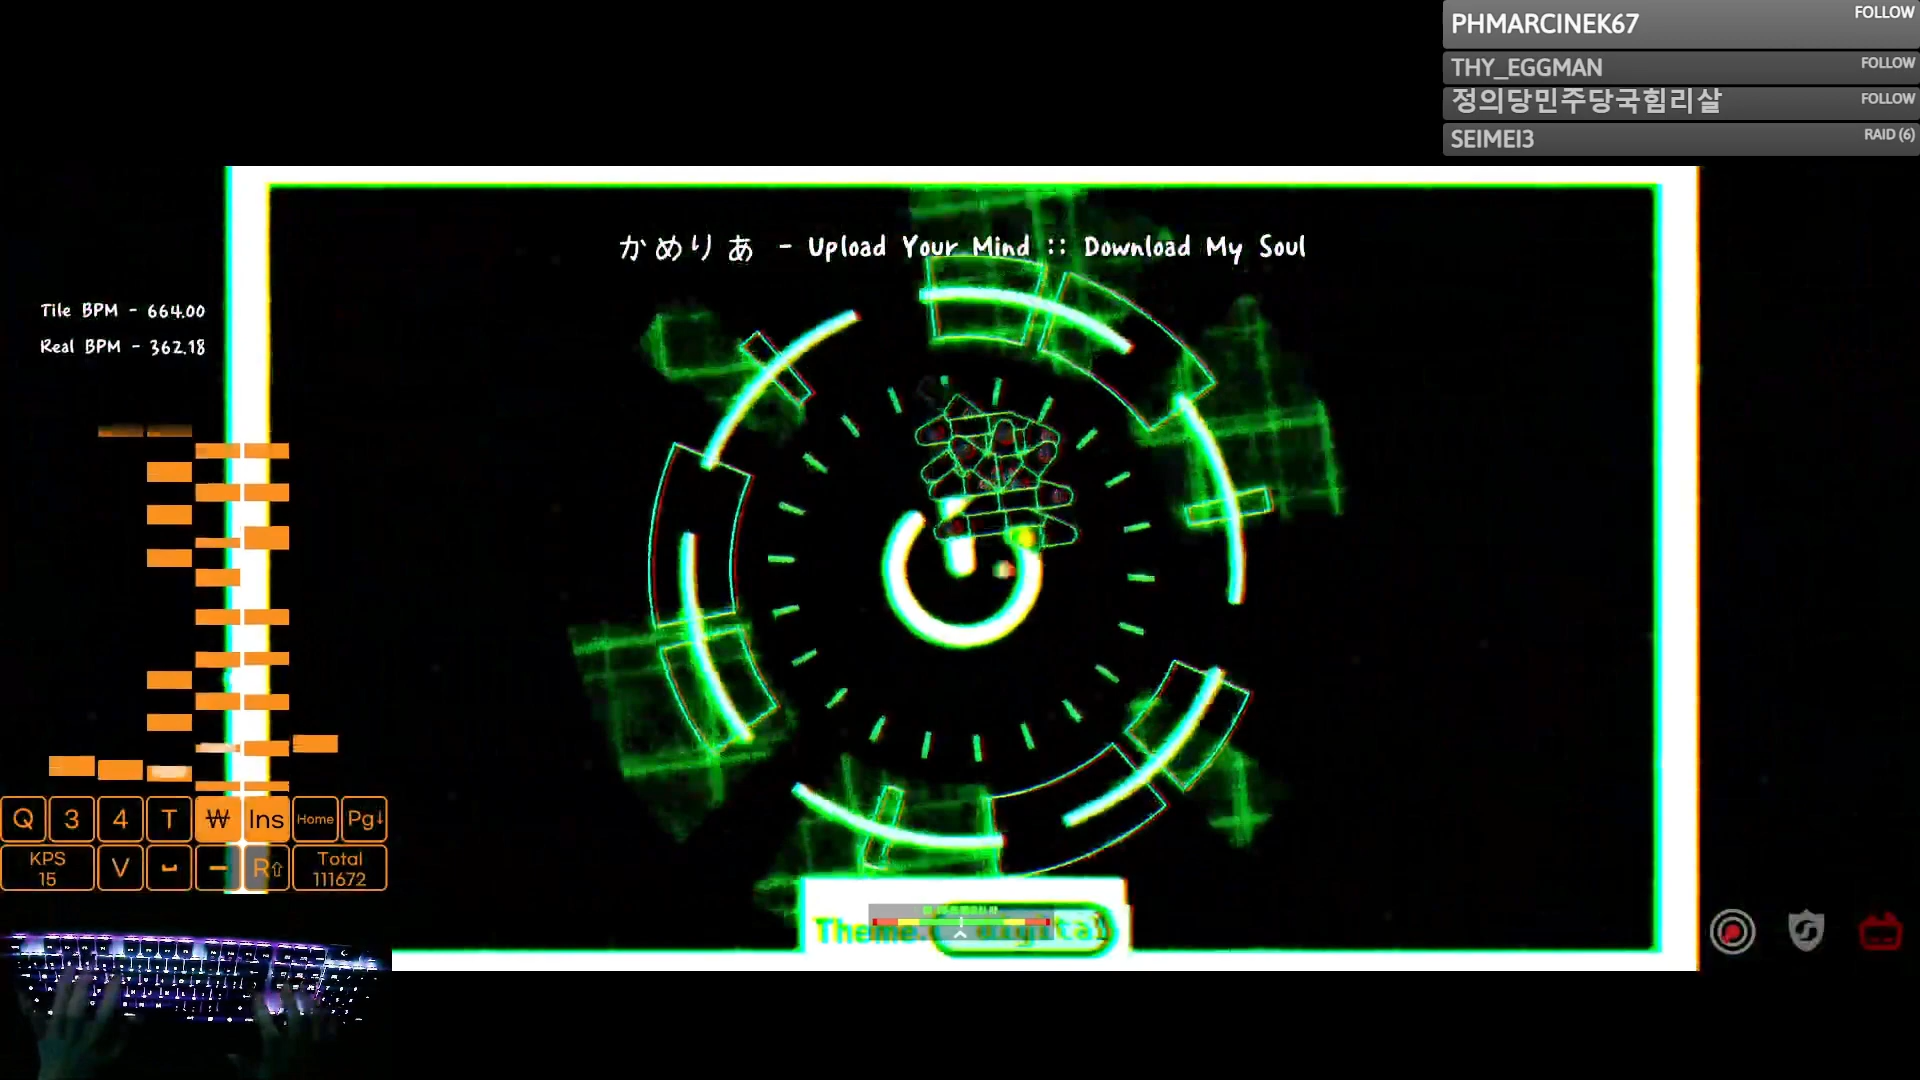 PHMARCINEK67 FOLLOW
THY_EGGMAN FOLLOW
정의당민주당국힘리살 FOLLOW
SEIMEI3 RAID (6)
かめりあ - Upload Your Mind :: Download My Soul
Tile BPM - 664.00
Real BPM - 362.18
Q 3 4 T ₩ Ins Home Pg↓
KPS 15 V ⎵ - R⇧ Total 111672
Theme: digital